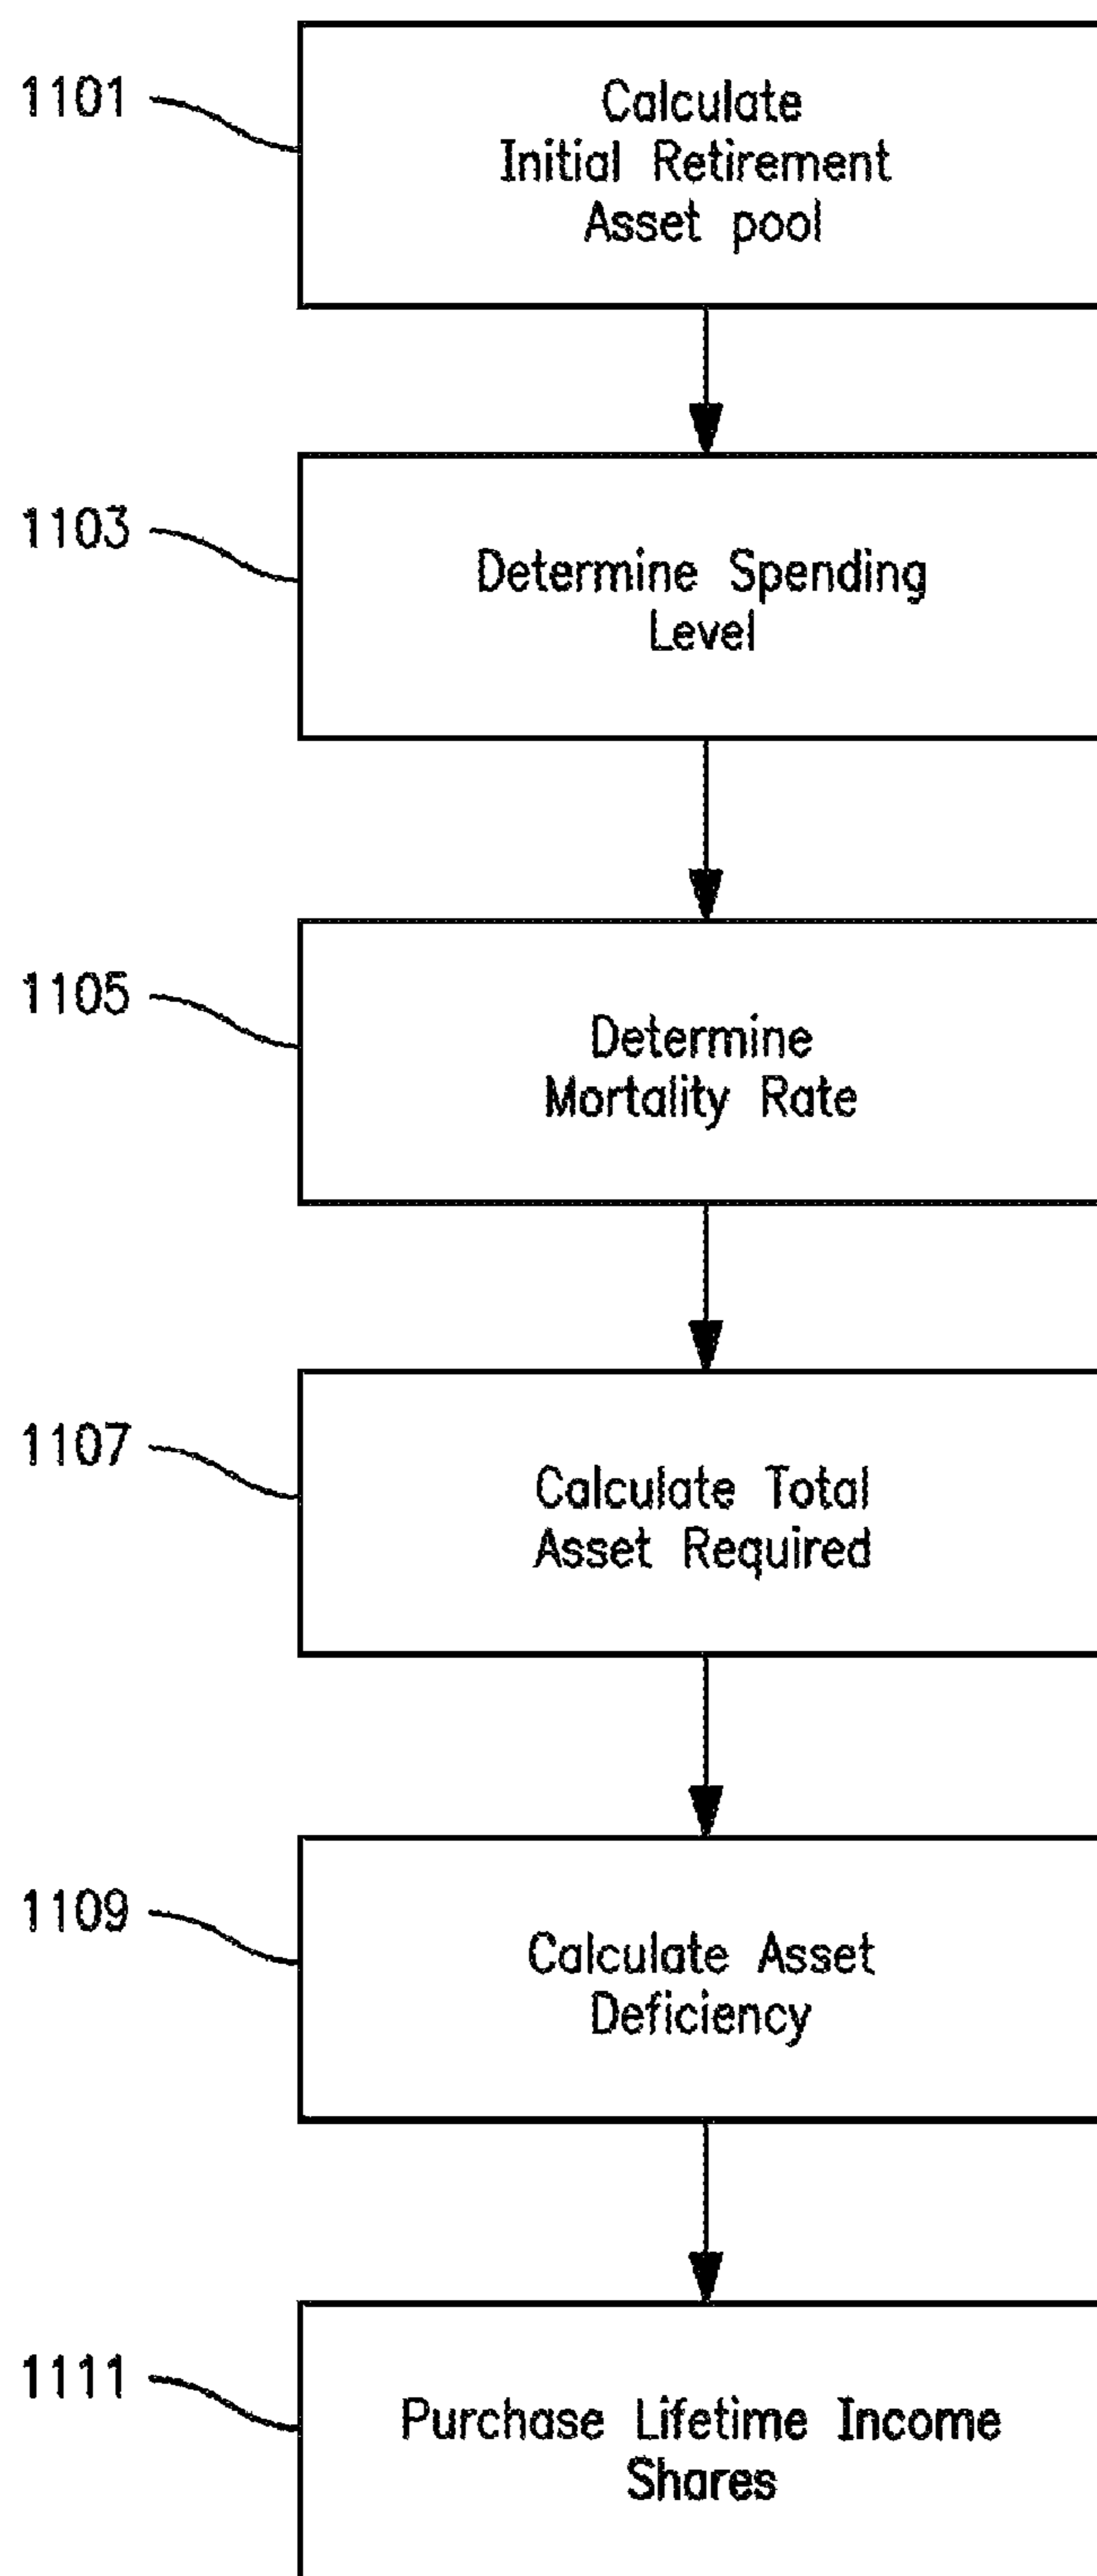 1101
Calculate
Initial Retirement
Asset pool
1103
Determine Spending
Level
1105
Determine
Mortality Rate
1107
Calculate Total
Asset Required
1109
Calculate Asset
Deficiency
1111
Purchase Lifetime Income
Shares